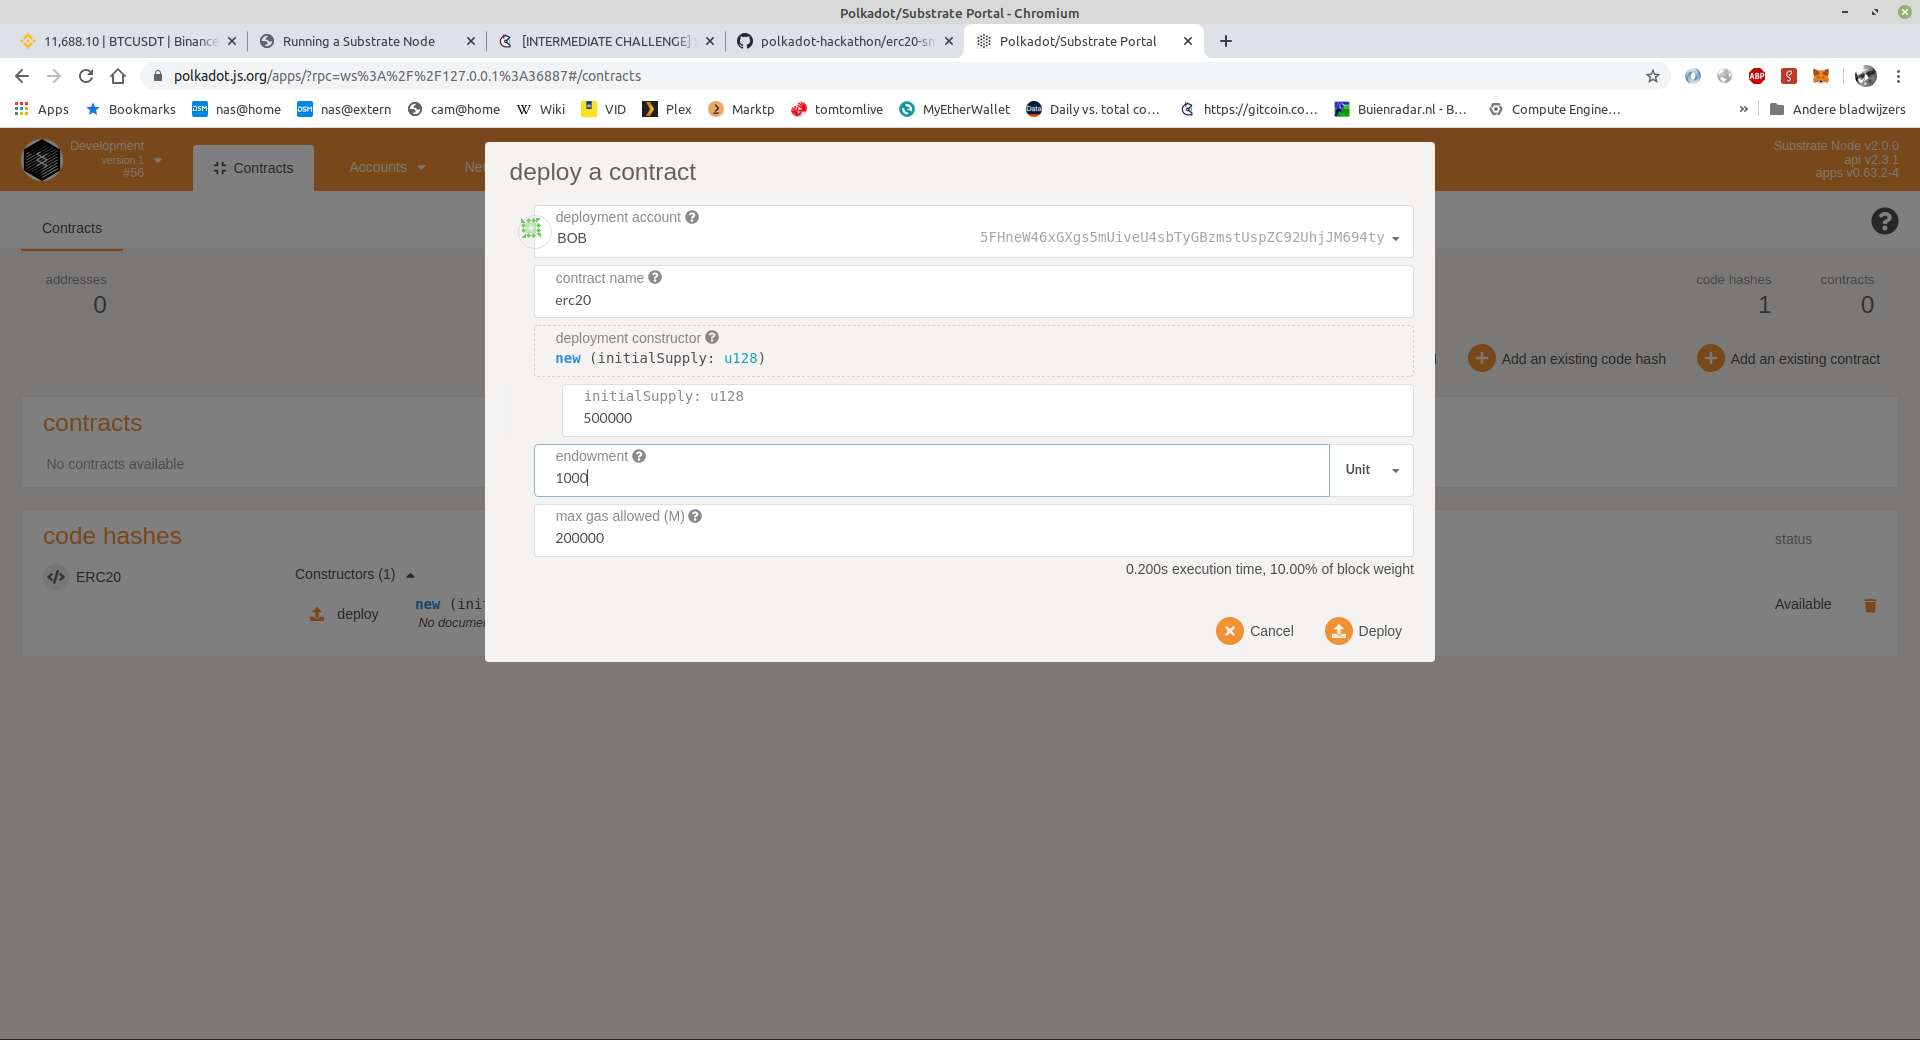 Polkadot/Substrate Portal - Chromium
11,688.10 | BTCUSDT | Binance
Running a Substrate Node
[INTERMEDIATE CHALLENGE]
polkadot-hackathon/erc20-sm
Polkadot/Substrate Portal
polkadot.js.org/apps/?rpc=ws%3A%2F%2F127.0.0.1%3A36887#/contracts
ABP
Apps
Bookmarks
DSM nas@home
DSM nas@extern
cam@home
W Wiki
VID
Plex
Marktp
tomtomlive
MyEtherWallet
Data Daily vs. total co…
https://gitcoin.co…
Buienradar.nl - B…
Compute Engine…
»
Andere bladwijzers
Development
version 1
#56
Contracts
Accounts
Net
Substrate Node v2.0.0
api v2.3.1
apps v0.63.2-4
Contracts
addresses
0
code hashes
1
contracts
0
Add an existing code hash
Add an existing contract
contracts
No contracts available
code hashes
status
ERC20
Constructors (1)
deploy
new (init
No documen
Available
deploy a contract
deployment account
BOB
5FHneW46xGXgs5mUiveU4sbTyGBzmstUspZC92UhjJM694ty
contract name
erc20
deployment constructor
new (initialSupply: u128)
initialSupply: u128
500000
endowment
1000
Unit
max gas allowed (M)
200000
0.200s execution time, 10.00% of block weight
Cancel
Deploy